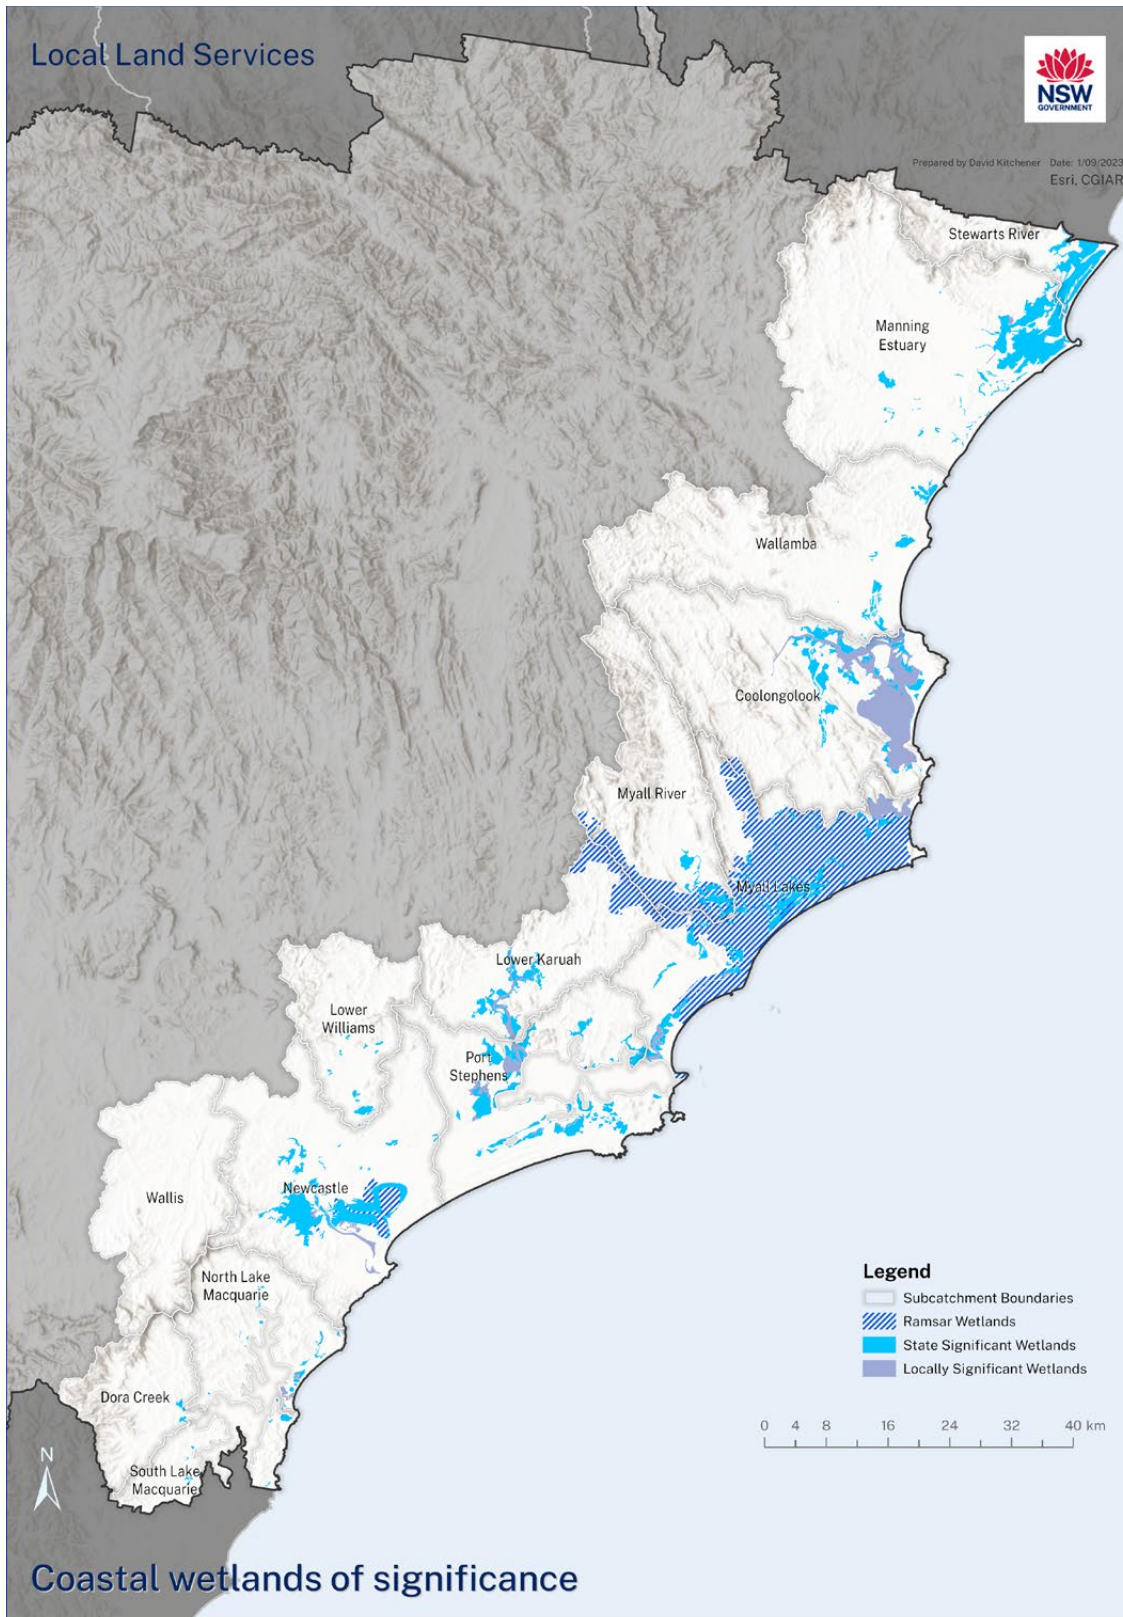 Local Land Services
NSW
GOVERNMENT
Prepared by David Kitchener Date: 1/09/2023
Esri, CGIAR
Stewarts River
Manning
Estuary
Wallamba
Coolongolook
Myall River
Myall Lakes
Lower Karuah
Lower
Williams
Port
Stephens
Newcastle
Wallis
North Lake
Macquarie
Dora Creek
South Lake
Macquarie
Legend
Subcatchment Boundaries
Ramsar Wetlands
State Significant Wetlands
Locally Significant Wetlands
0 4 8 16 24 32 40 km
N
Coastal wetlands of significance